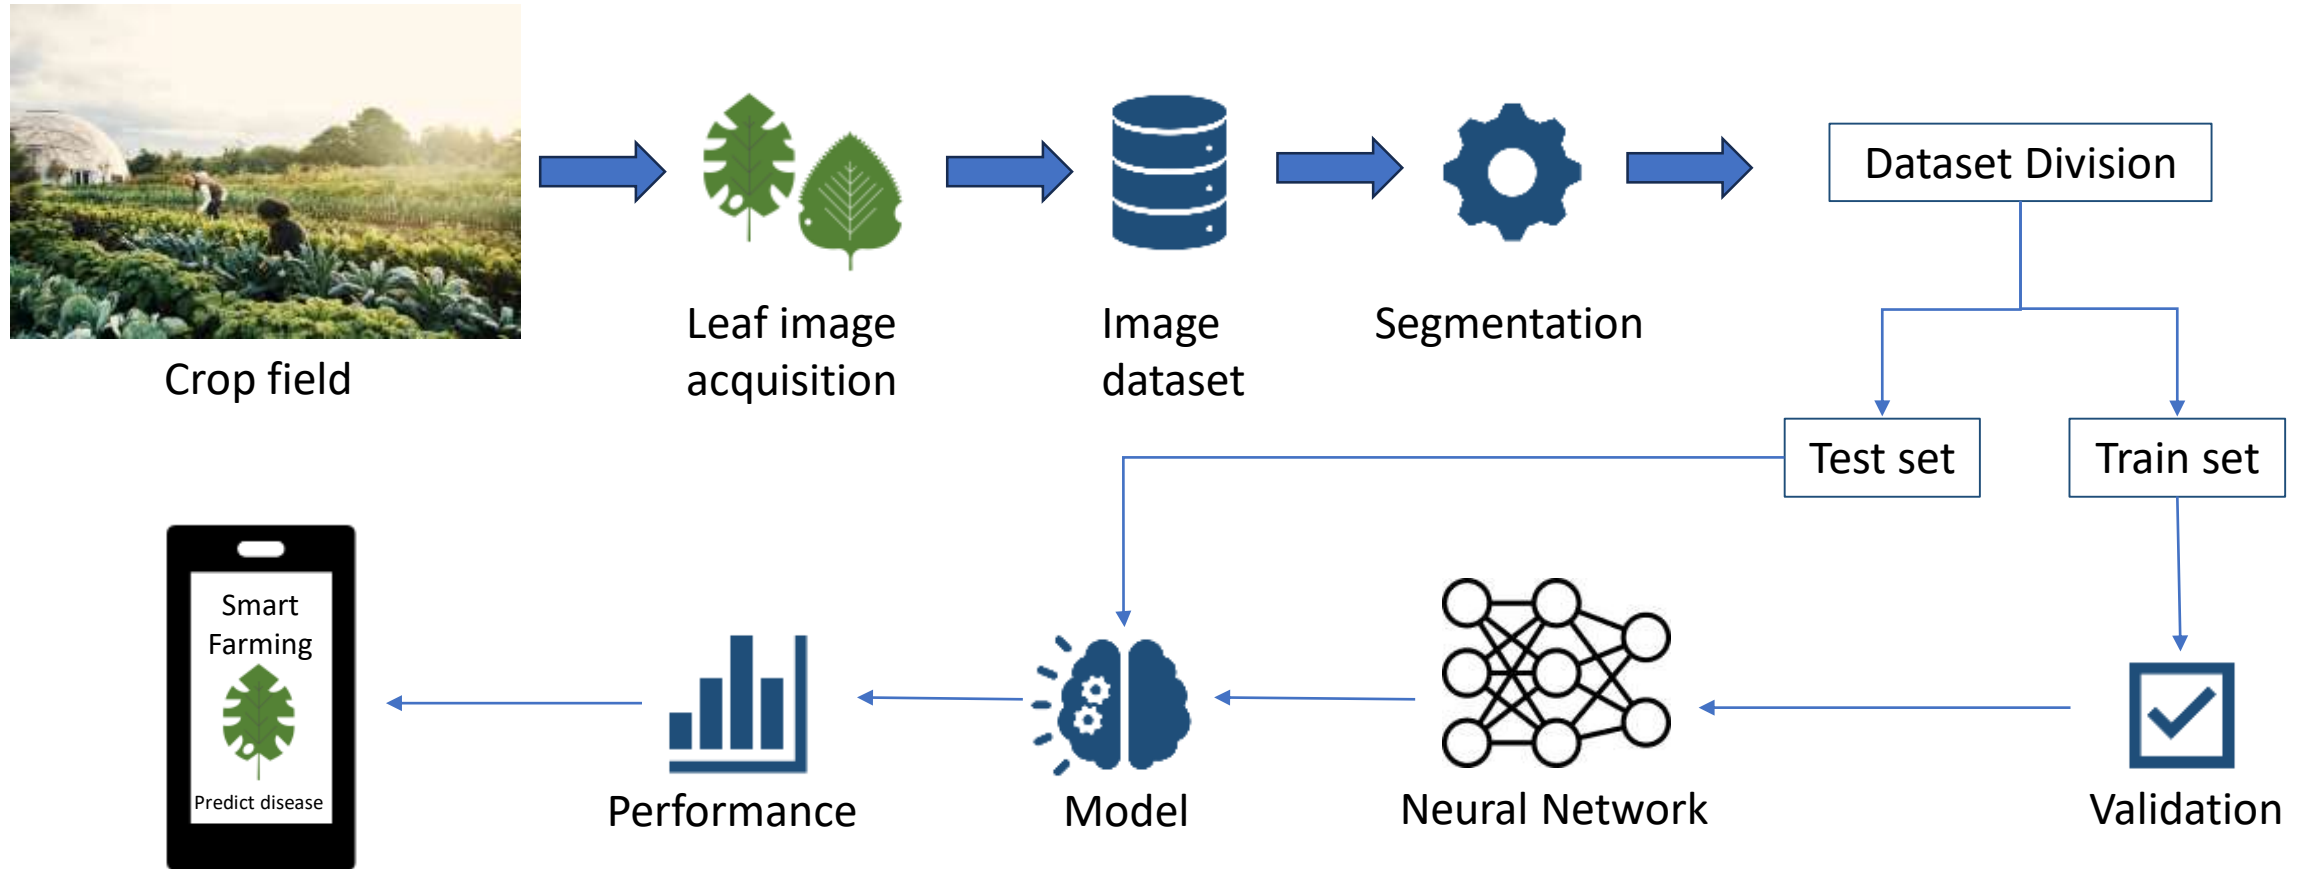 Crop field
Leaf image
acquisition
Image
dataset
Segmentation
Dataset Division
Test set
Train set
Validation
Neural Network
Model
Performance
Smart
Farming
Predict disease